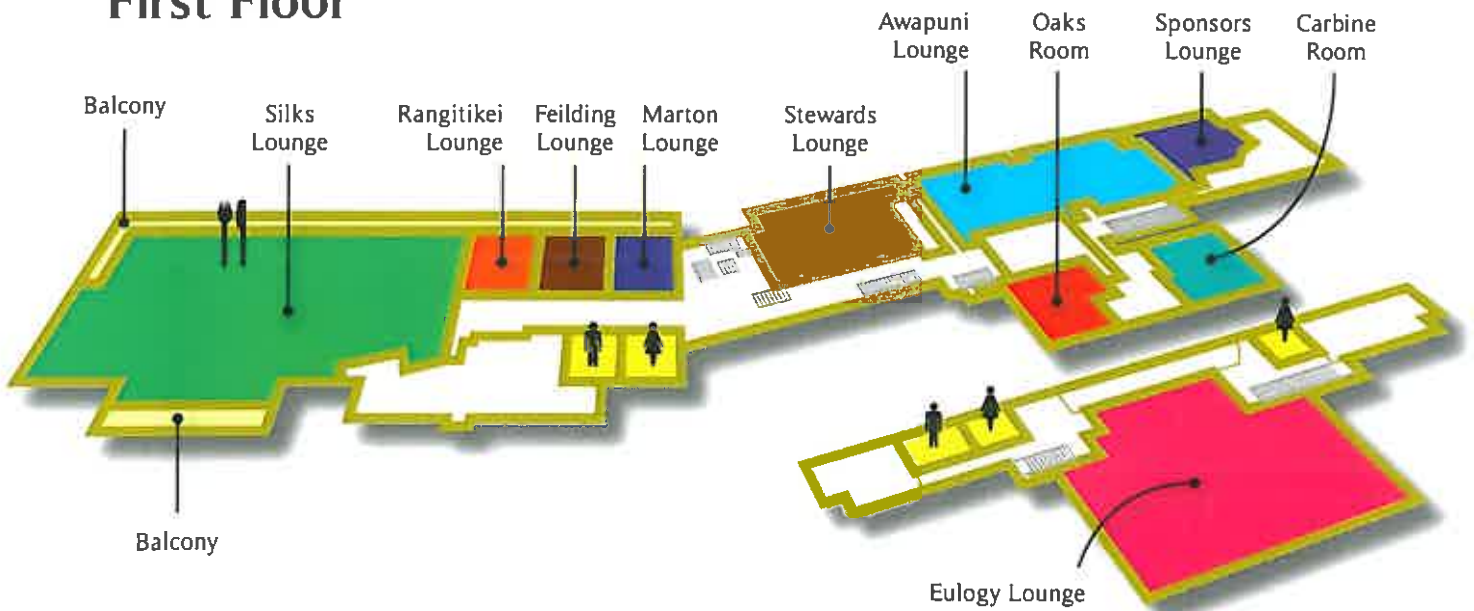 First Floor
Awapuni
Lounge
Oaks
Room
Sponsors
Lounge
Carbine
Room
Balcony
Silks
Lounge
Rangitikei
Lounge
Feilding
Lounge
Marton
Lounge
Stewards
Lounge
Balcony
Eulogy Lounge